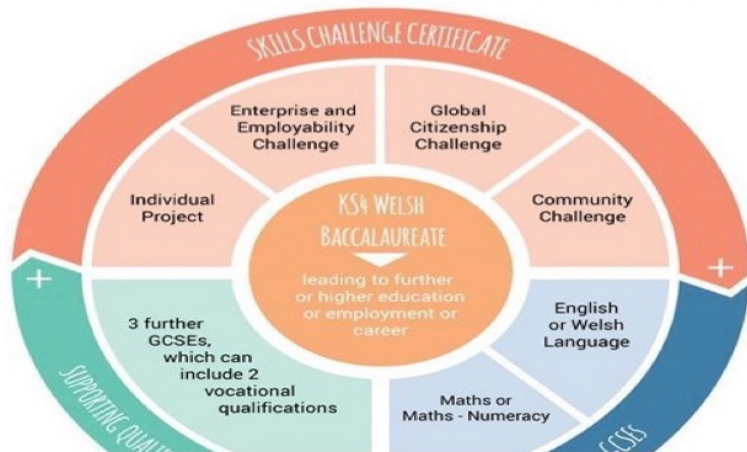 SKILLS CHALLENGE CERTIFICATE
Enterprise and
Employability
Challenge
Global
Citizenship
Challenge
Individual
Project
Community
Challenge
KS4 WELSH
BACCALAUREATE
leading to further
or higher education
or employment or
career
3 further
GCSEs,
which can
include 2
vocational
qualifications
English
or Welsh
Language
Maths or
Maths - Numeracy
+
+
SUPPORTING
GCSES